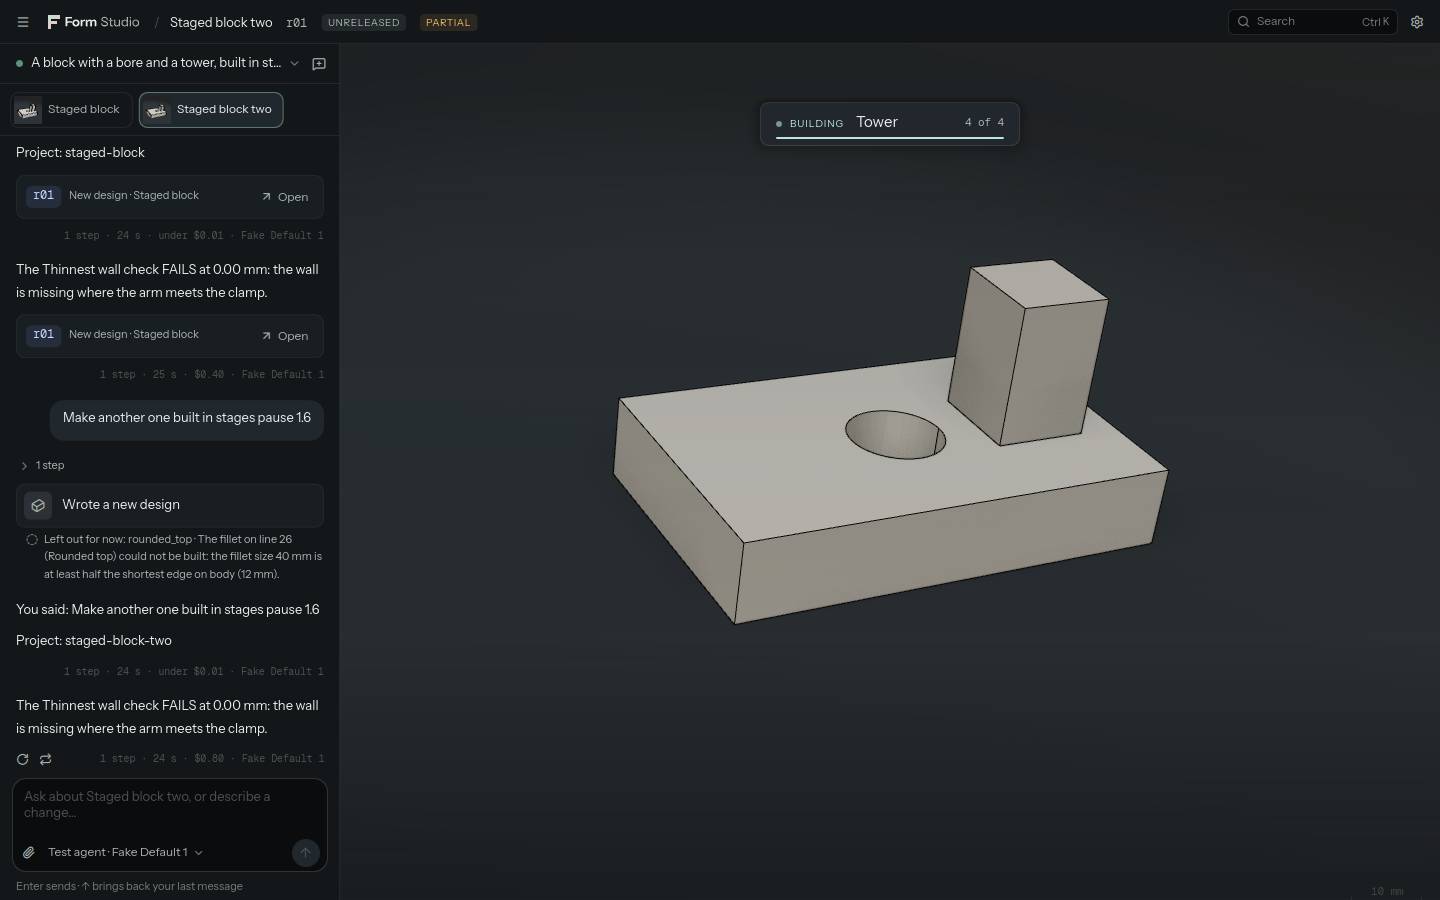 Form Studio / Staged block two r01 UNRELEASED PARTIAL
Search Ctrl K
A block with a bore and a tower, built in st...
Staged block
Staged block two
Project: staged-block
r01 New design · Staged block Open
1 step · 24 s · under $0.01 · Fake Default 1
The Thinnest wall check FAILS at 0.00 mm: the wall
is missing where the arm meets the clamp.
r01 New design · Staged block Open
1 step · 25 s · $0.40 · Fake Default 1
Make another one built in stages pause 1.6
1 step
Wrote a new design
Left out for now: rounded_top · The fillet on line 26
(Rounded top) could not be built: the fillet size 40 mm is
at least half the shortest edge on body (12 mm).
You said: Make another one built in stages pause 1.6
Project: staged-block-two
1 step · 24 s · under $0.01 · Fake Default 1
The Thinnest wall check FAILS at 0.00 mm: the wall
is missing where the arm meets the clamp.
1 step · 24 s · $0.80 · Fake Default 1
Ask about Staged block two, or describe a
change...
Test agent · Fake Default 1
Enter sends · ↑ brings back your last message
BUILDING Tower 4 of 4
10 mm